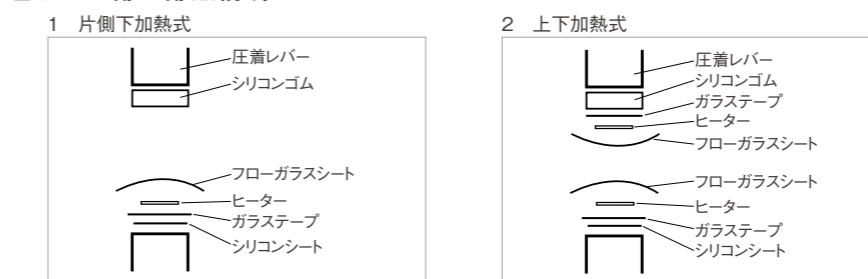 1 片側下加熱式
圧着レバー
シリコンゴム
フローガラスシート
ヒーター
ガラステープ
シリコンシート
2 上下加熱式
圧着レバー
シリコンゴム
ガラステープ
ヒーター
フローガラスシート
フローガラスシート
ヒーター
ガラステープ
シリコンシート